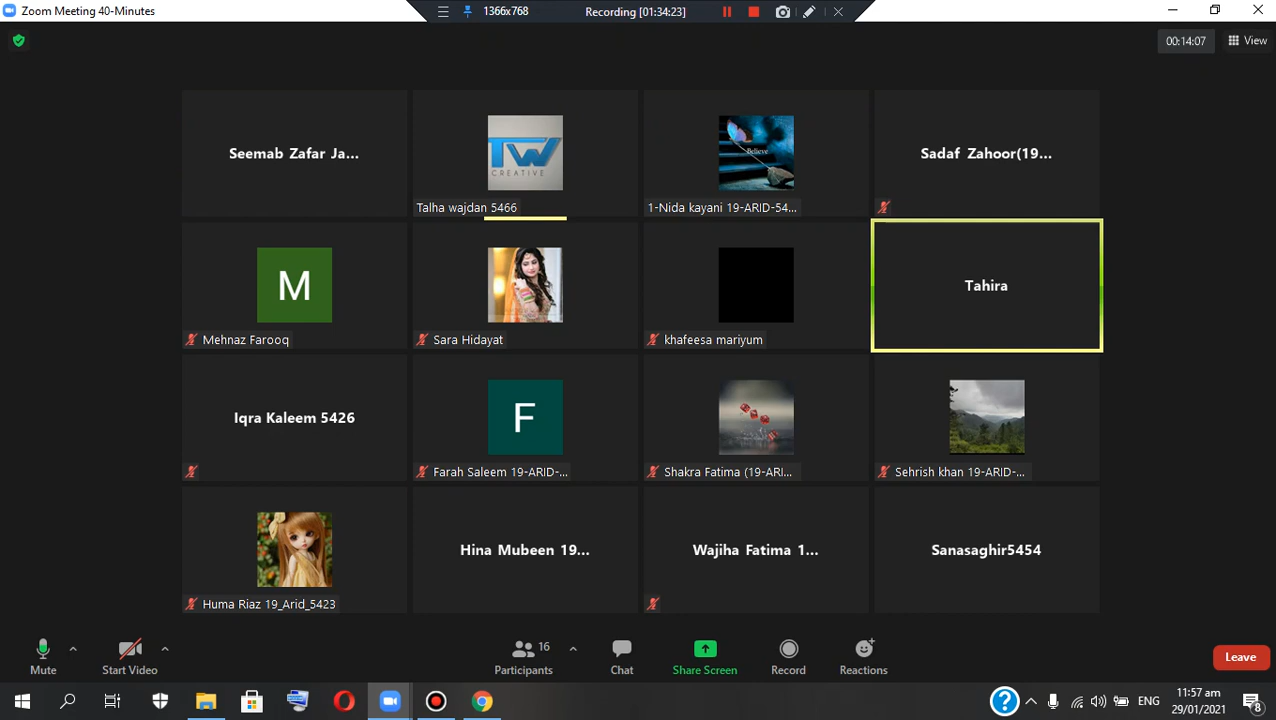 Zoom Meeting 40-Minutes
1366x768
Recording [01:34:23]
00:14:07
View
Seemab Zafar Ja...
TW
CREATIVE
Talha wajdan 5466
Believe
1-Nida kayani 19-ARID-54...
Sadaf Zahoor(19...
M
Mehnaz Farooq
Sara Hidayat
khafeesa mariyum
Tahira
Iqra Kaleem 5426
F
Farah Saleem 19-ARID-...
Shakra Fatima (19-ARI...
Sehrish khan 19-ARID-...
Huma Riaz 19_Arid_5423
Hina Mubeen 19...
Wajiha Fatima 1...
Sanasaghir5454
Mute
Start Video
16
Participants
Chat
Share Screen
Record
Reactions
Leave
ENG
11:57 am
29/01/2021
8